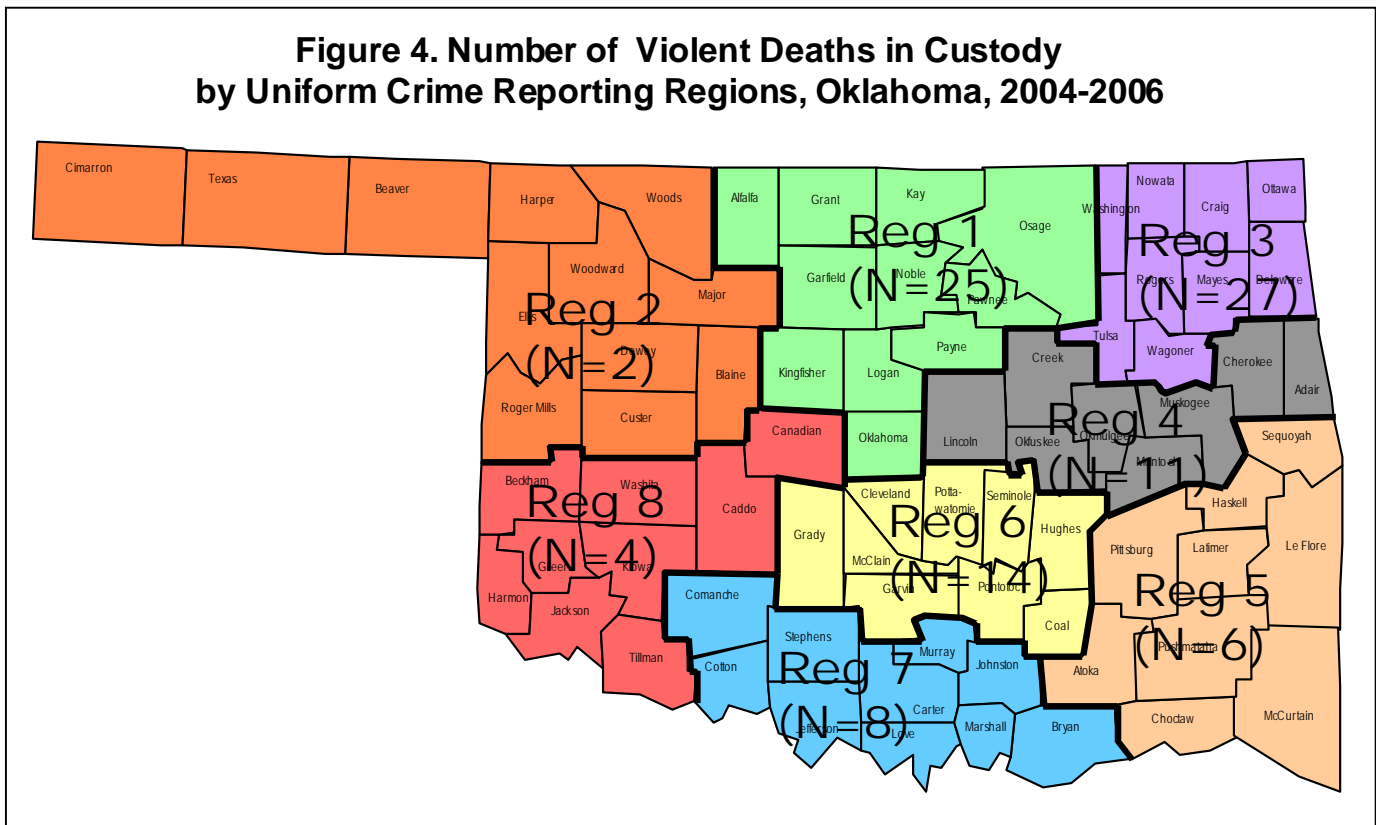 Figure 4. Number of Violent Deaths in Custody
by Uniform Crime Reporting Regions, Oklahoma, 2004-2006
Cimarron
Texas
Beaver
Harper
Woods
Alfalfa
Grant
Kay
Osage
Washington
Nowata
Craig
Ottawa
Woodward
Ellis
Major
Garfield
Noble
Pawnee
Rogers
Mayes
Delaware
Reg 1
(N=25)
Reg 3
(N=27)
Reg 2
(N=2)
Dewey
Blaine
Kingfisher
Logan
Payne
Creek
Tulsa
Wagoner
Cherokee
Adair
Roger Mills
Custer
Canadian
Oklahoma
Lincoln
Okfuskee
Okmulgee
Muskogee
McIntosh
Reg 4
(N=11)
Sequoyah
Beckham
Washita
Caddo
Reg 8
(N=4)
Grady
Cleveland
Potta-
watomie
Seminole
Hughes
Reg 6
(N=14)
McClain
Garvin
Pontotoc
Coal
Haskell
Pittsburg
Latimer
Le Flore
Reg 5
(N=6)
Pushmataha
Harmon
Greer
Kiowa
Jackson
Tillman
Comanche
Cotton
Stephens
Murray
Johnston
Reg 7
(N=8)
Jefferson
Carter
Love
Marshall
Bryan
Atoka
Choctaw
McCurtain